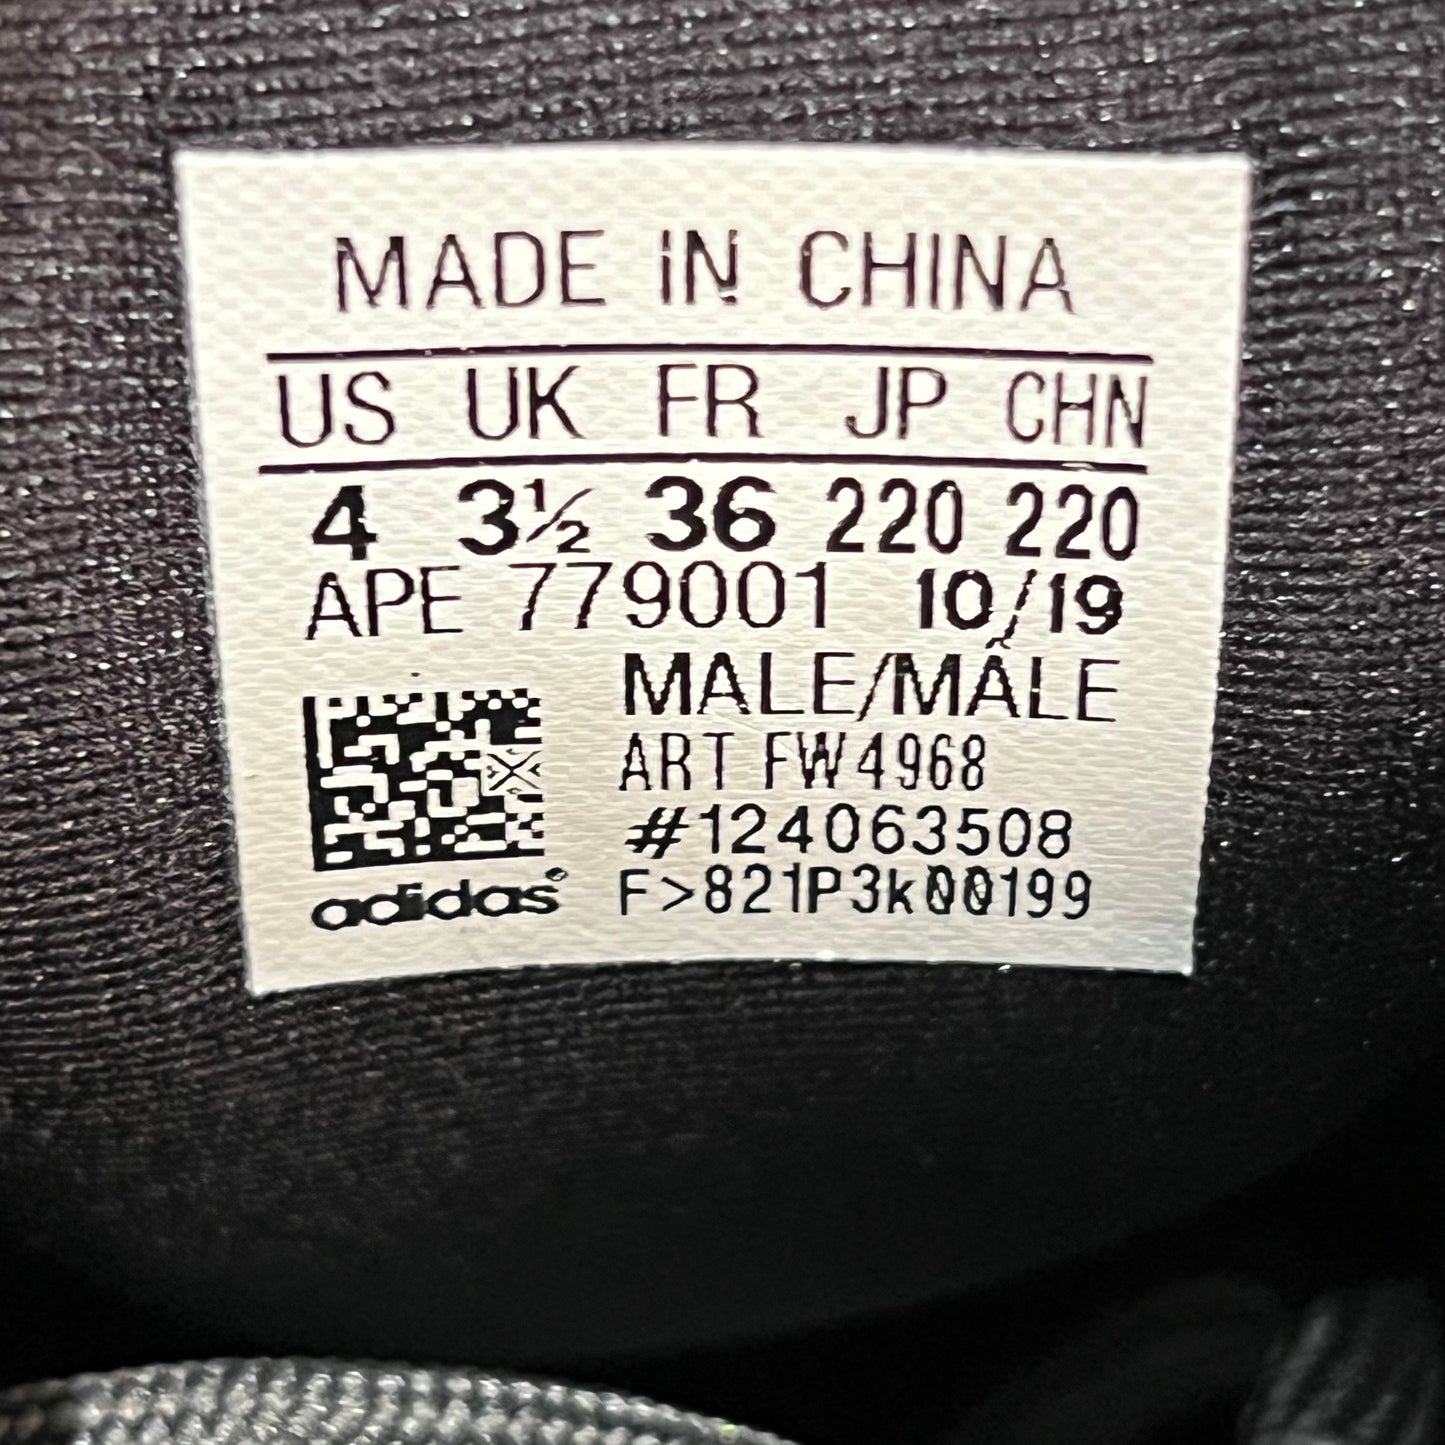 MADE IN CHINA
US UK FR JP CHN
4 3½ 36 220 220
APE 779001 10/19
MALE/MÂLE
ART FW4968
#124063508
F>821P3k00199
adidas®